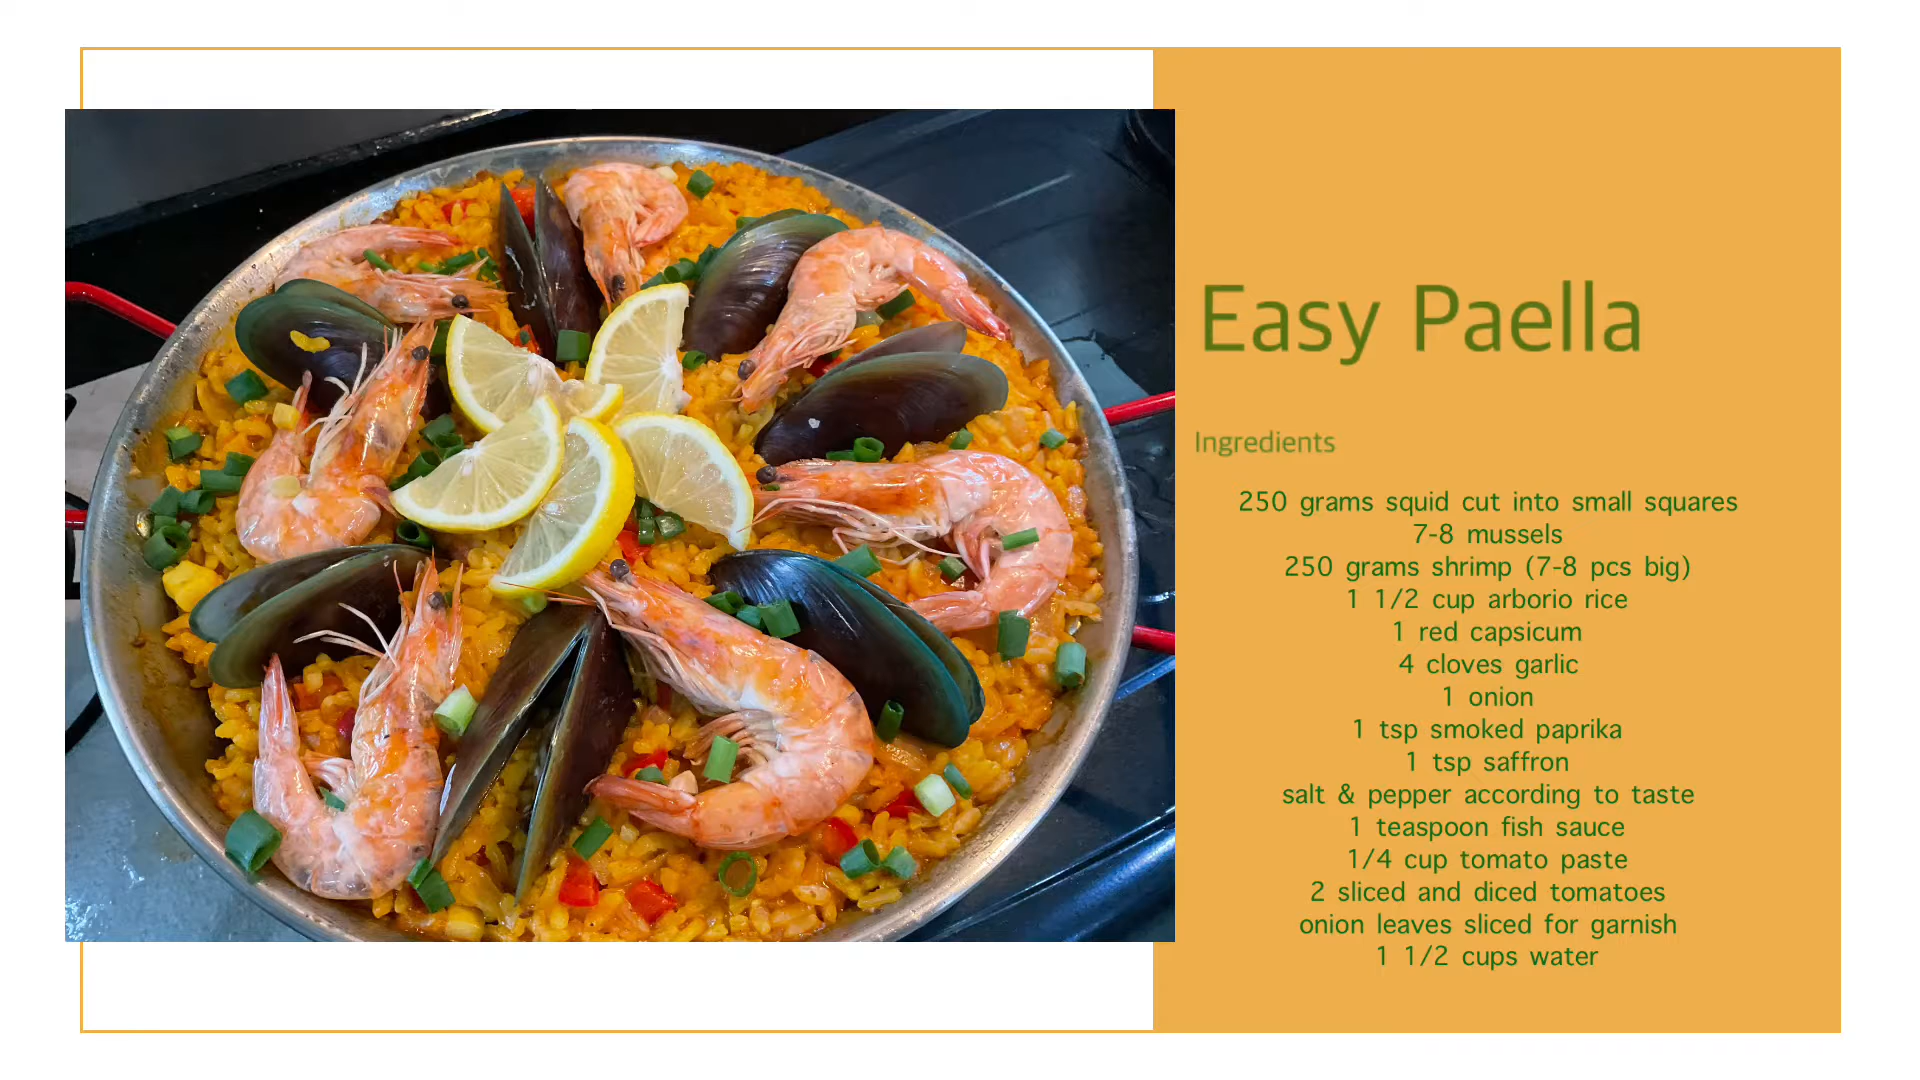 Easy Paella
Ingredients
250 grams squid cut into small squares
7-8 mussels
250 grams shrimp (7-8 pcs big)
1 1/2 cup arborio rice
1 red capsicum
4 cloves garlic
1 onion
1 tsp smoked paprika
1 tsp saffron
salt & pepper according to taste
1 teaspoon fish sauce
1/4 cup tomato paste
2 sliced and diced tomatoes
onion leaves sliced for garnish
1 1/2 cups water